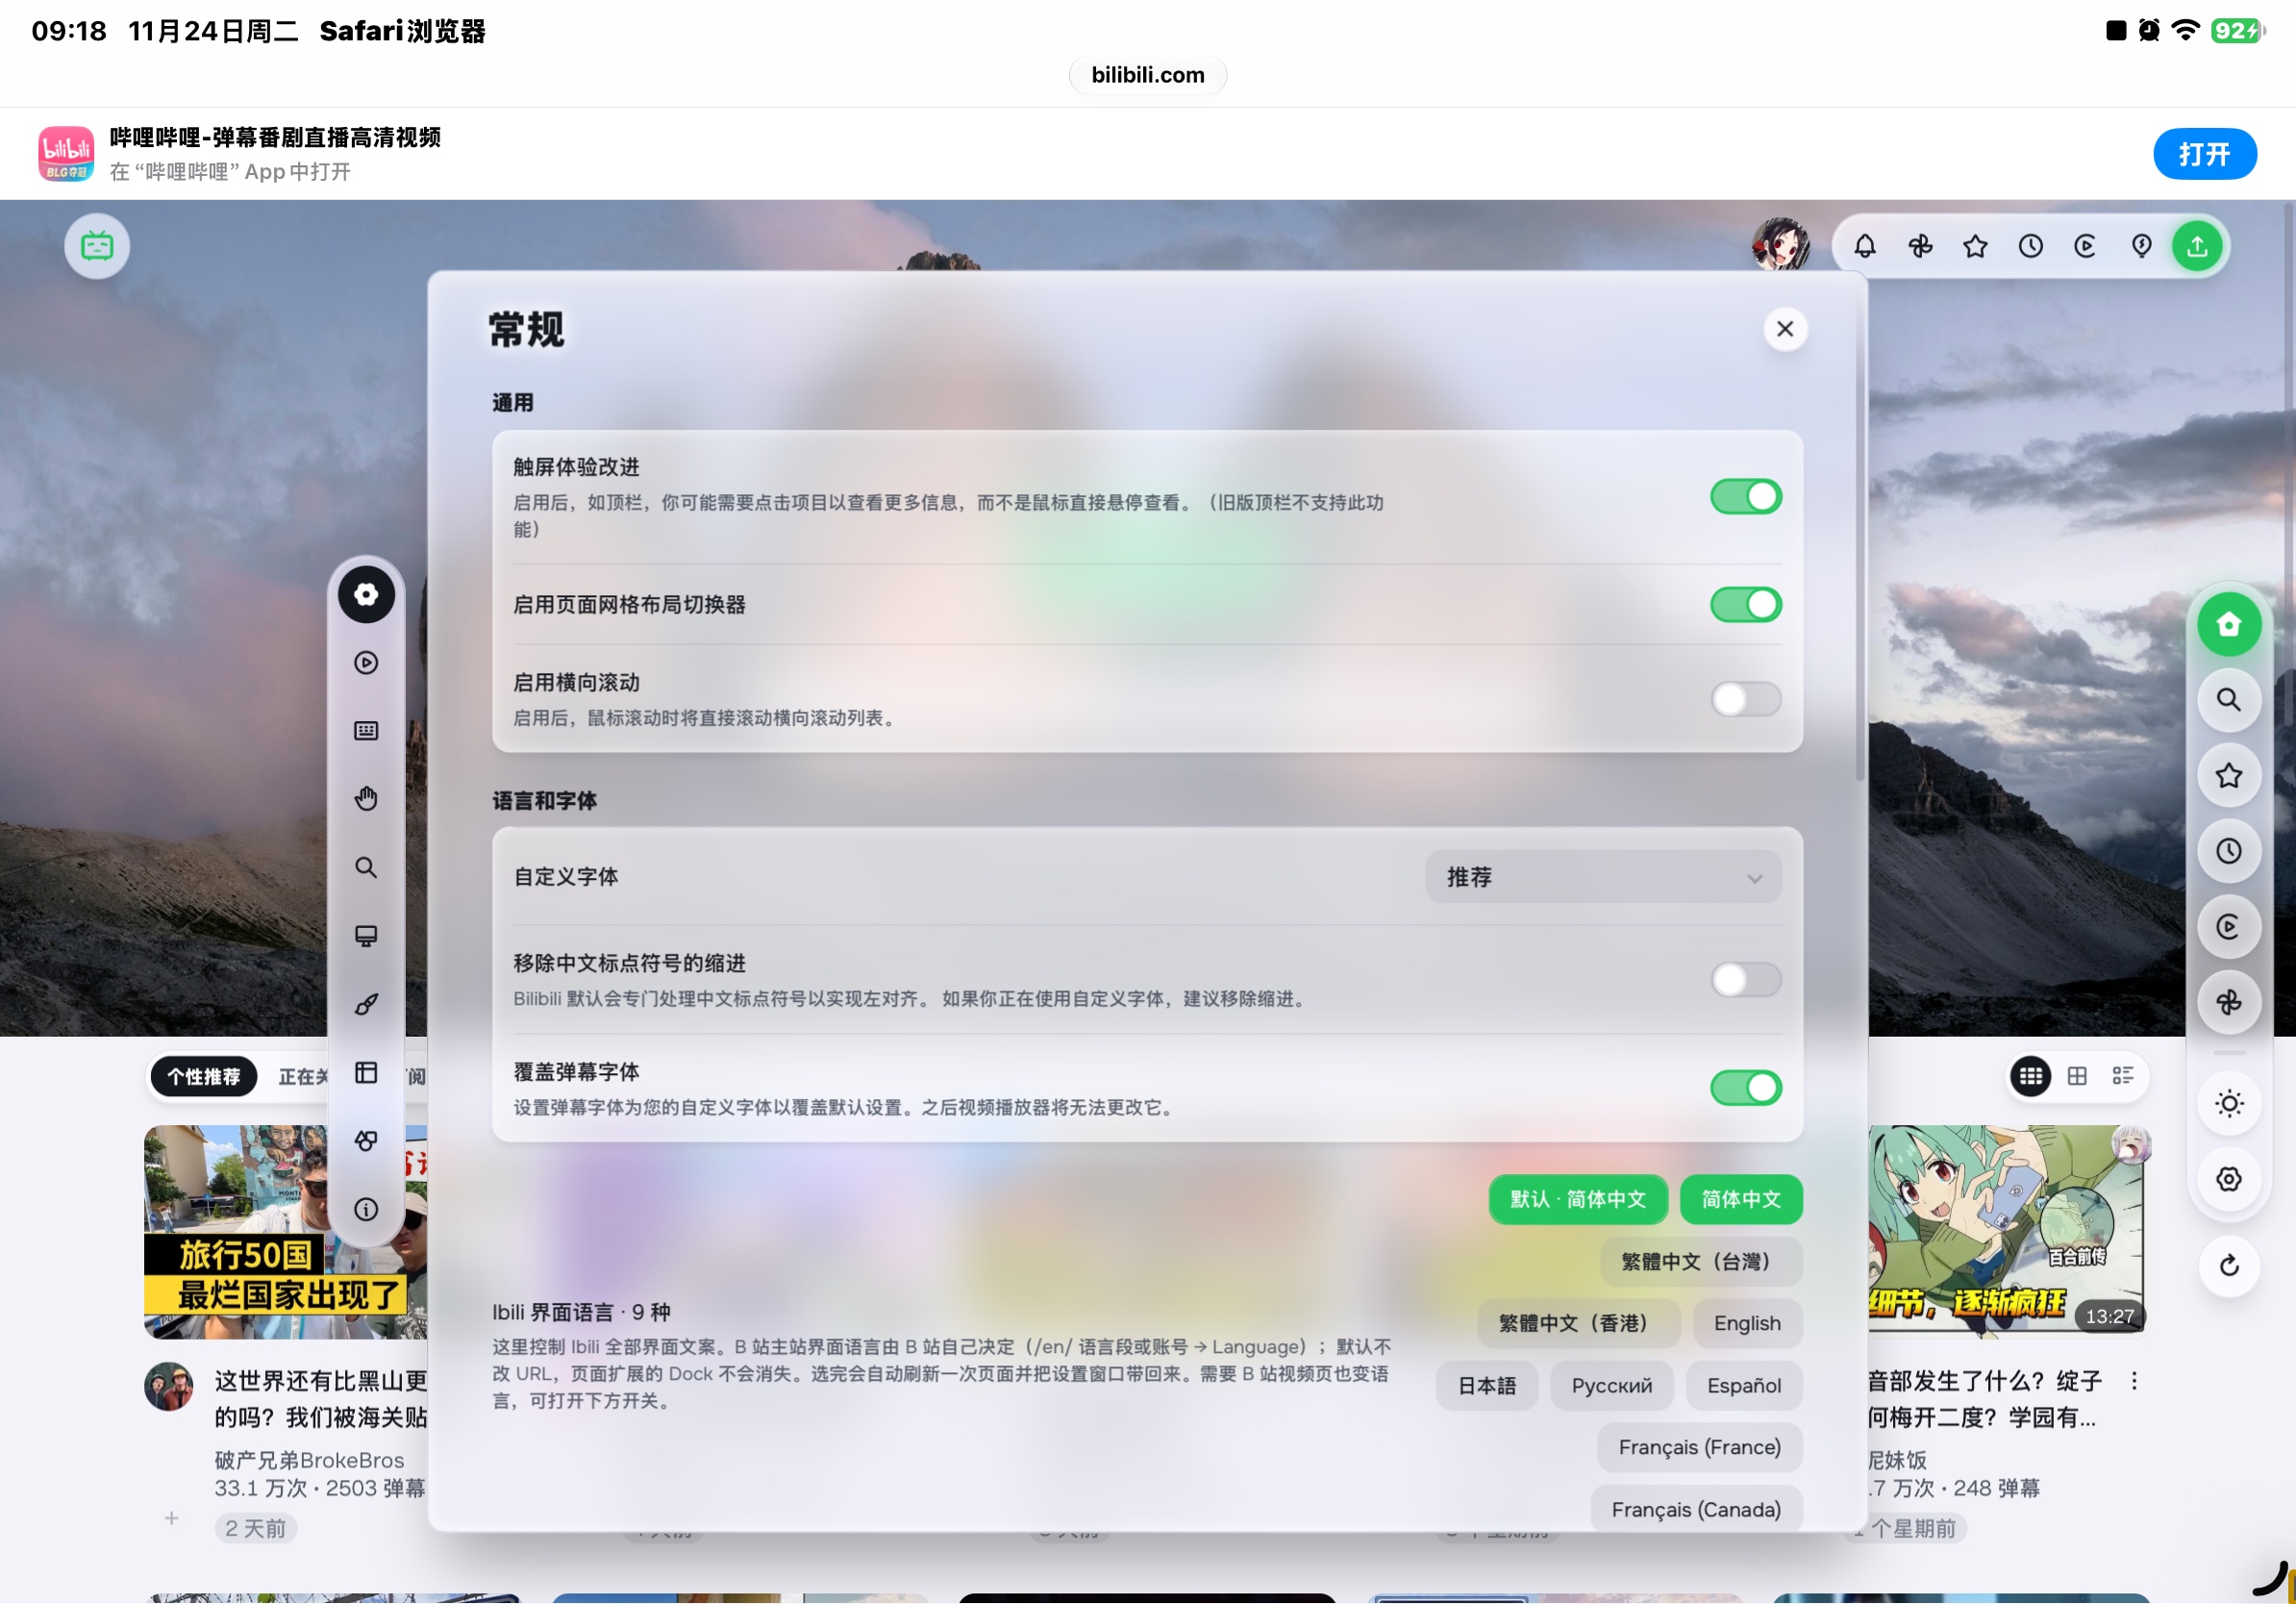 09:18 11月24日周二 Safari浏览器
92
bilibili.com
bilibili
BLG夺冠
哔哩哔哩-弹幕番剧直播高清视频
在“哔哩哔哩”App中打开
打开
常规
通用
触屏体验改进
启用后，如顶栏，你可能需要点击项目以查看更多信息，而不是鼠标直接悬停查看。（旧版顶栏不支持此功
能）
启用页面网格布局切换器
启用横向滚动
启用后，鼠标滚动时将直接滚动横向滚动列表。
语言和字体
自定义字体
推荐
移除中文标点符号的缩进
Bilibili 默认会专门处理中文标点符号以实现左对齐。 如果你正在使用自定义字体，建议移除缩进。
覆盖弹幕字体
设置弹幕字体为您的自定义字体以覆盖默认设置。之后视频播放器将无法更改它。
默认 · 简体中文
简体中文
繁體中文（台灣）
繁體中文（香港）
English
日本語
Русский
Español
Français (France)
Français (Canada)
Ibili 界面语言 · 9 种
这里控制 Ibili 全部界面文案。B 站主站界面语言由 B 站自己决定（/en/ 语言段或账号 → Language）；默认不
改 URL，页面扩展的 Dock 不会消失。选完会自动刷新一次页面并把设置窗口带回来。需要 B 站视频页也变语
言，可打开下方开关。
个性推荐
正在关
阅
旅行50国
最烂国家出现了
这世界还有比黑山更
的吗？我们被海关贴
破产兄弟BrokeBros
33.1 万次 · 2503 弹幕
2 天前
百合前传
细节，逐渐疯狂
13:27
音部发生了什么？绽子
何梅开二度？学园有...
尼妹饭
.7 万次 · 248 弹幕
1 个星期前